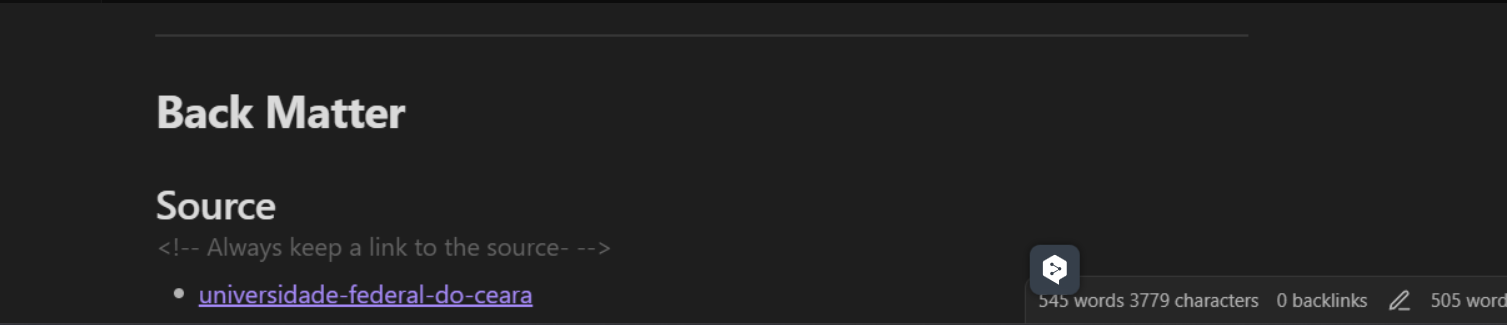 Back Matter
Source
<!-- Always keep a link to the source- -->
universidade-federal-do-ceara
545 words 3779 characters 0 backlinks 505